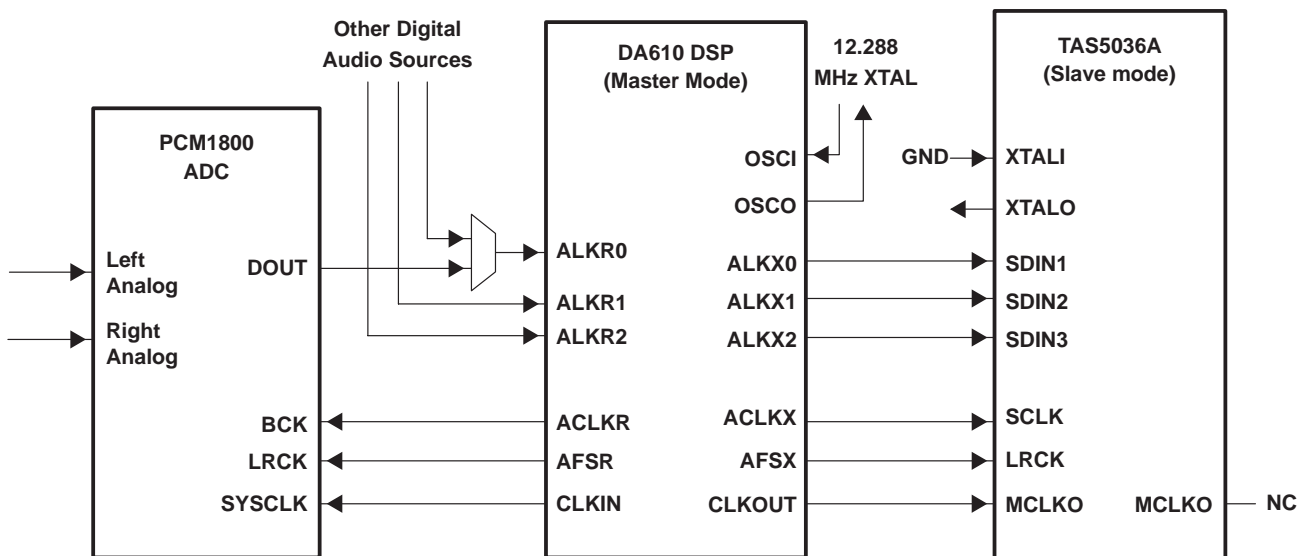 Other Digital
Audio Sources
PCM1800
ADC
Left
Analog
Right
Analog
DOUT
BCK
LRCK
SYSCLK
DA610 DSP
(Master Mode)
ALKR0
ALKR1
ALKR2
ACLKR
AFSR
CLKIN
OSCI
OSCO
ALKX0
ALKX1
ALKX2
ACLKX
AFSX
CLKOUT
12.288
MHz XTAL
GND
TAS5036A
(Slave mode)
XTALI
XTALO
SDIN1
SDIN2
SDIN3
SCLK
LRCK
MCLKO
MCLKO
NC